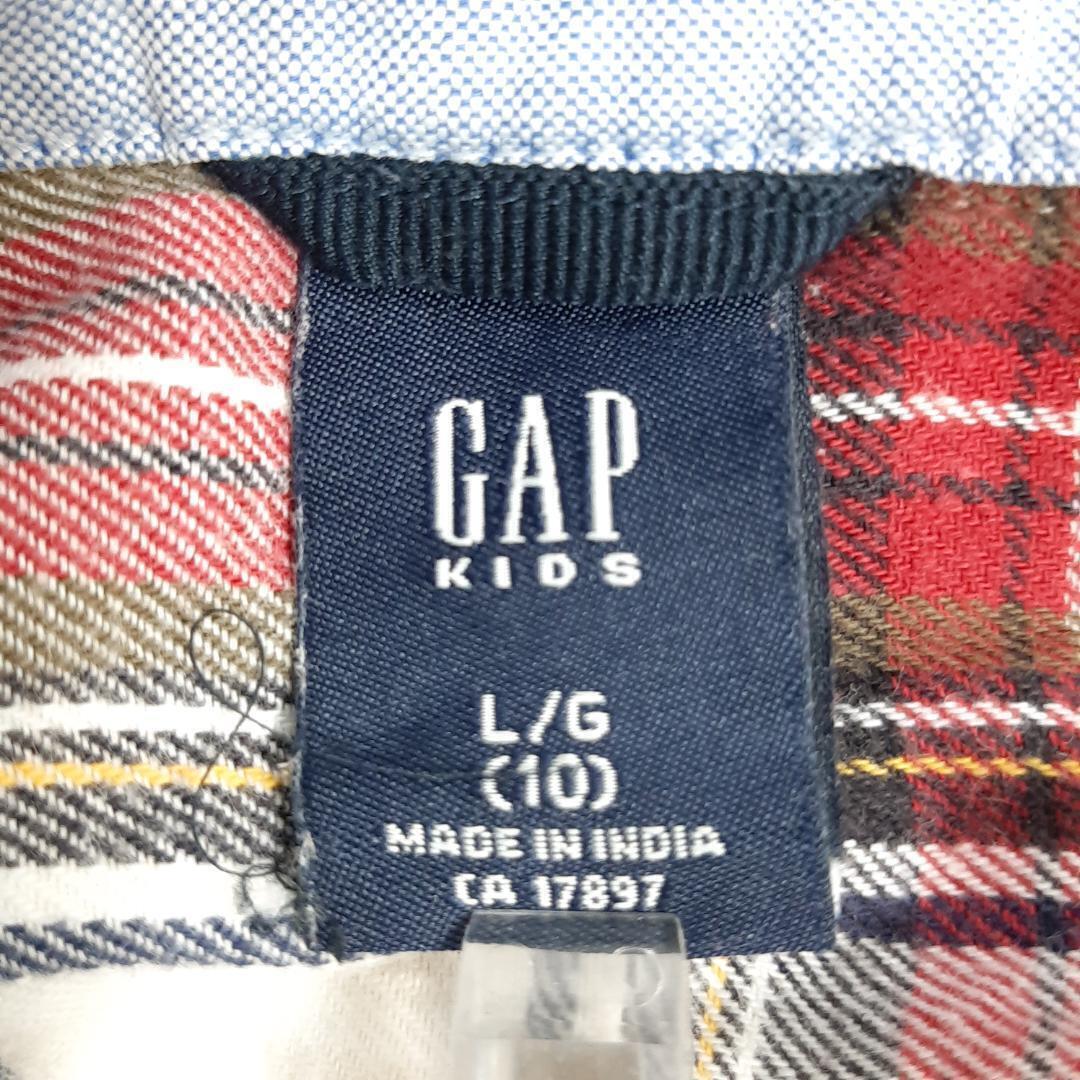 GAP
KIDS
L/G
(10)
MADE IN INDIA
CA 17897